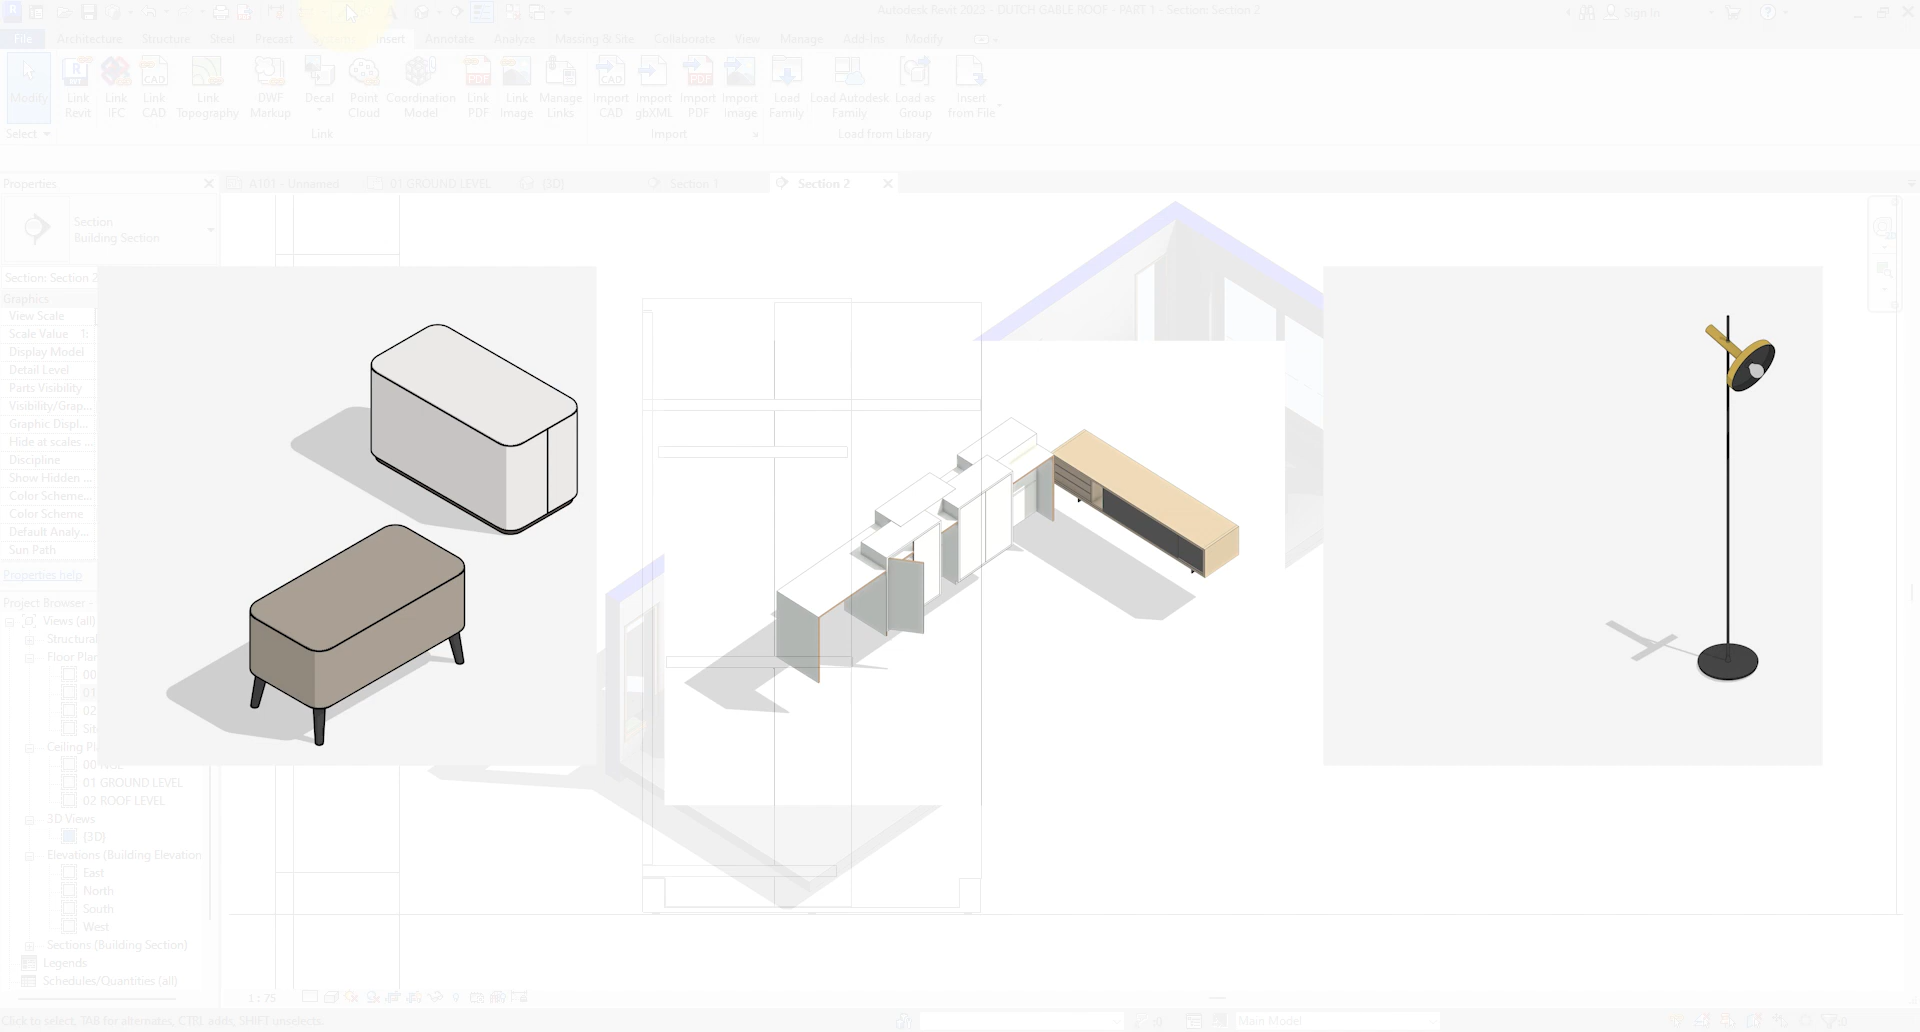 Autodesk Revit 2023 - DUTCH GABLE ROOF - PART 1 - Section: Section 2
Sign In
File Architecture Structure Steel Precast Systems Insert Annotate Analyze Massing & Site Collaborate View Manage Add-Ins Modify
Modify
Link Revit
Link IFC
Link CAD
Link Topography
DWF Markup
Decal
Point Cloud
Coordination Model
Link PDF
Link Image
Manage Links
Import CAD
Import gbXML
Import PDF
Import Image
Load Family
Load Autodesk Family
Load as Group
Insert from File
Select
Link
Import
Load from Library
Properties
A101 - Unnamed
01 GROUND LEVEL
{3D}
Section 1
Section 2
Section
Building Section
Section: Section 2
Graphics
View Scale
Scale Value 1:
Display Model
Detail Level
Parts Visibility
Visibility/Grap...
Graphic Displ...
Hide at scales ...
Discipline
Show Hidden ...
Color Scheme...
Color Scheme
Default Analy...
Sun Path
Properties help
Project Browser -
Views (all)
Structural
Floor Plan
00
01
02
Site
Ceiling Pl
00 NGL
01 GROUND LEVEL
02 ROOF LEVEL
3D Views
{3D}
Elevations (Building Elevation
East
North
South
West
Sections (Building Section)
Legends
Schedules/Quantities (all)
1 : 75
Click to select, TAB for alternates, CTRL adds, SHIFT unselects.
Main Model